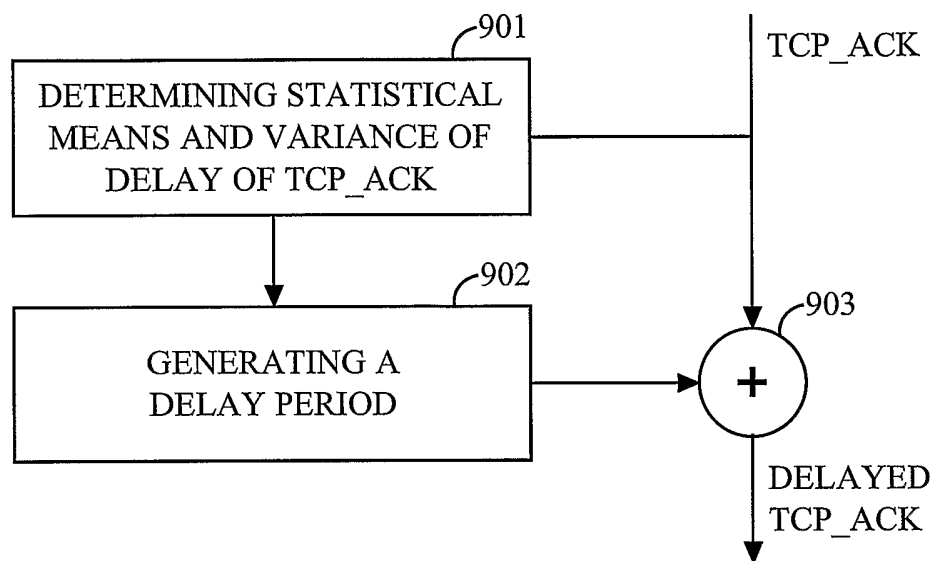 901
TCP_ACK
DETERMINING STATISTICAL
MEANS AND VARIANCE OF
DELAY OF TCP_ACK
902
903
GENERATING A
DELAY PERIOD
+
DELAYED
TCP_ACK